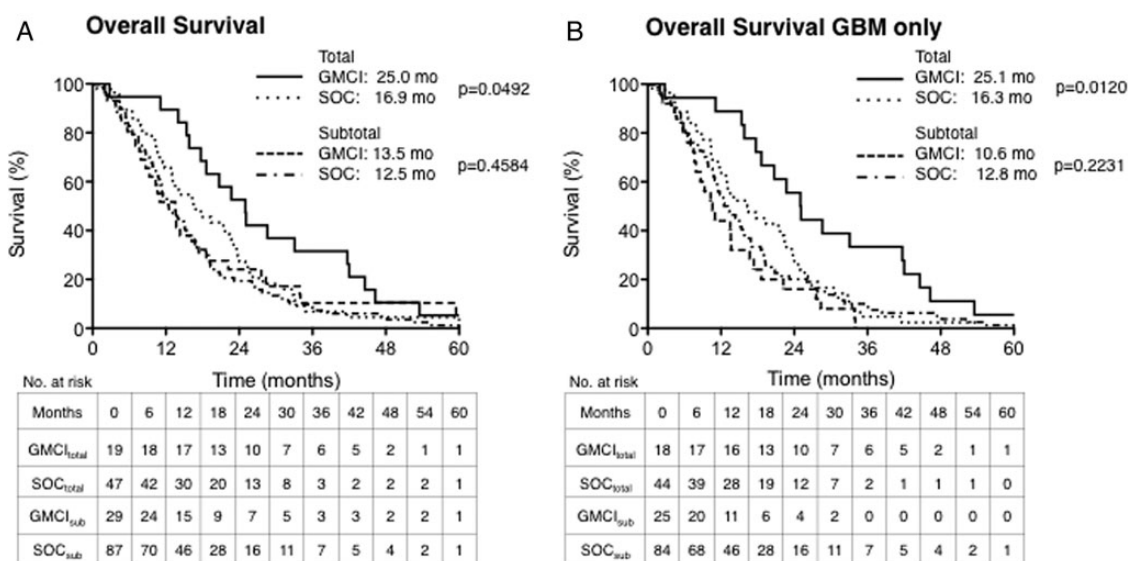 A
Overall Survival
Total
GMCI: 25.0 mo
SOC: 16.9 mo
p=0.0492
Subtotal
GMCI: 13.5 mo
SOC: 12.5 mo
p=0.4584
Survival (%)
100
80
60
40
20
0
0 12 24 36 48 60
Time (months)
No. at risk
Months 0 6 12 18 24 30 36 42 48 54 60
GMCItotal 19 18 17 13 10 7 6 5 2 1 1
SOCtotal 47 42 30 20 13 8 3 2 2 2 1
GMCIsub 29 24 15 9 7 5 3 3 2 2 1
SOCsub 87 70 46 28 16 11 7 5 4 2 1
B
Overall Survival GBM only
Total
GMCI: 25.1 mo
SOC: 16.3 mo
p=0.0120
Subtotal
GMCI: 10.6 mo
SOC: 12.8 mo
p=0.2231
Survival (%)
100
80
60
40
20
0
0 12 24 36 48 60
Time (months)
No. at risk
Months 0 6 12 18 24 30 36 42 48 54 60
GMCItotal 18 17 16 13 10 7 6 5 2 1 1
SOCtotal 44 39 28 19 12 7 2 1 1 1 0
GMCIsub 25 20 11 6 4 2 0 0 0 0 0
SOCsub 84 68 46 28 16 11 7 5 4 2 1